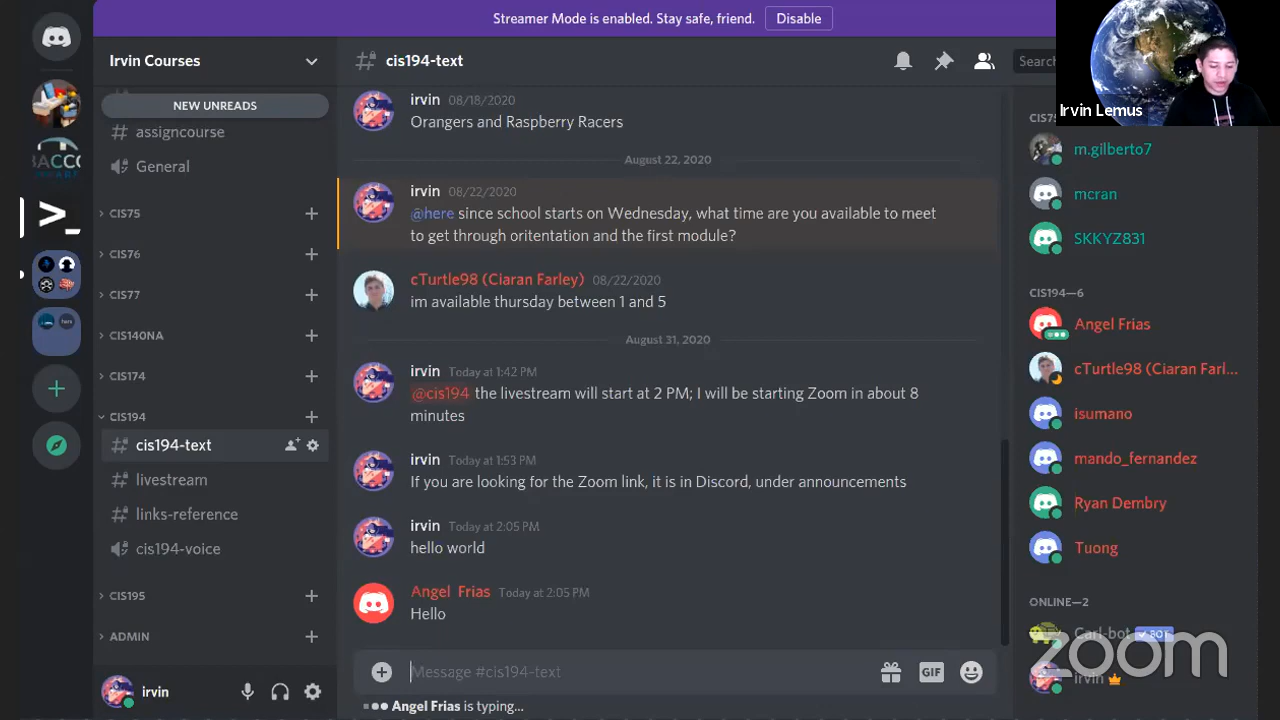 Streamer Mode is enabled. Stay safe, friend.
Disable
Irvin Courses
NEW UNREADS
assigncourse
General
CIS75
CIS76
CIS77
CIS140NA
CIS174
CIS194
cis194-text
livestream
links-reference
cis194-voice
CIS195
ADMIN
irvin
cis194-text
Search
irvin 08/18/2020
Orangers and Raspberry Racers
August 22, 2020
irvin 08/22/2020
@here since school starts on Wednesday, what time are you available to meet
to get through oritentation and the first module?
cTurtle98 (Ciaran Farley) 08/22/2020
im available thursday between 1 and 5
August 31, 2020
irvin Today at 1:42 PM
@cis194 the livestream will start at 2 PM; I will be starting Zoom in about 8
minutes
irvin Today at 1:53 PM
If you are looking for the Zoom link, it is in Discord, under announcements
irvin Today at 2:05 PM
hello world
Angel Frias Today at 2:05 PM
Hello
Message #cis194-text
GIF
Angel Frias is typing...
Irvin Lemus
CIS75
m.gilberto7
mcran
SKKYZ831
CIS194—6
Angel Frias
cTurtle98 (Ciaran Farl...
isumano
mando_fernandez
Ryan Dembry
Tuong
ONLINE—2
Carl-bot BOT
irvin
zoom